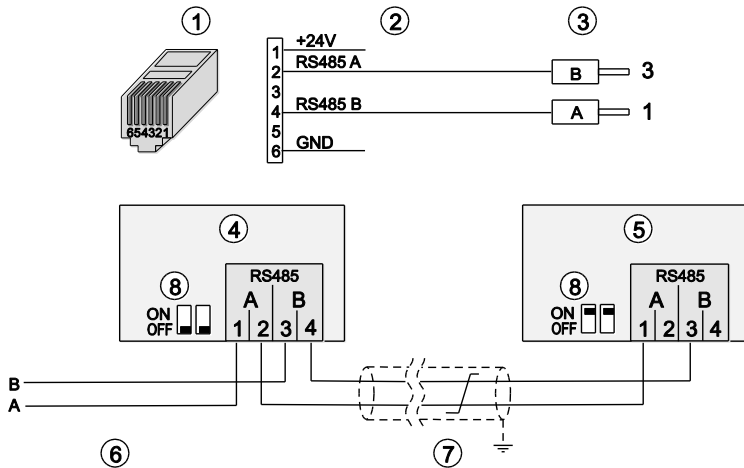 1 2 3
654321
1 +24V
2 RS485 A B 3
3
4 RS485 B A 1
5
6 GND
4 5
8 RS485 8 RS485
A B A B
ON ON
OFF 1 2 3 4 OFF 1 2 3 4
B
A
6 7